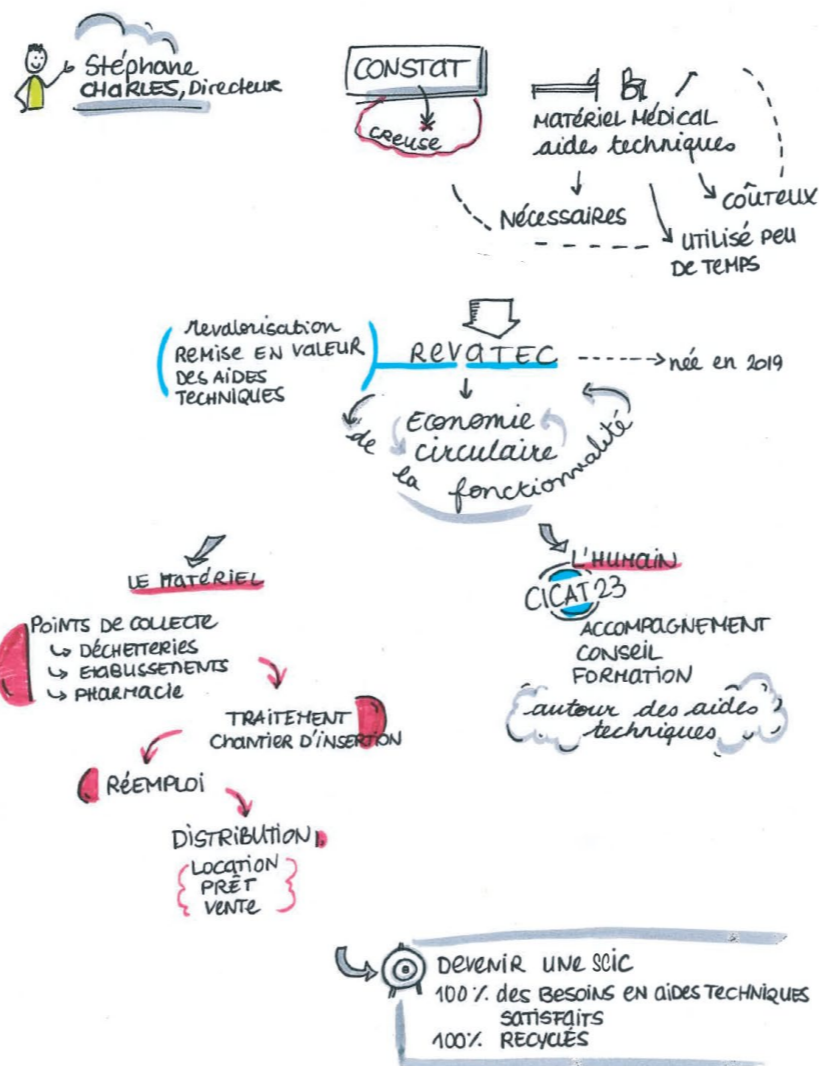 Stéphane
CHARLES, Directeur
CONSTAT
CREUSE
MATÉRIEL MÉDICAL
aides techniques
NÉCESSAIRES
COÛTEUX
UTILISÉ PEU
DE TEMPS
revalorisation
REMISE EN VALEUR
DES AIDES
TECHNIQUES
REVATEC
née en 2019
Economie
circulaire
de la fonctionnalité
LE MATÉRIEL
POINTS DE COLLECTE
DÉCHETTERIES
ETABLISSEMENTS
PHARMACIE
TRAITEMENT
CHANTIER D'INSERTION
RÉEMPLOI
DISTRIBUTION
LOCATION
PRÊT
VENTE
L'HUMAIN
CICAT 23
ACCOMPAGNEMENT
CONSEIL
FORMATION
autour des aides
techniques
DEVENIR UNE SCIC
100% des BESOINS EN AIDES TECHNIQUES
SATISFAITS
100% RECYCLÉS